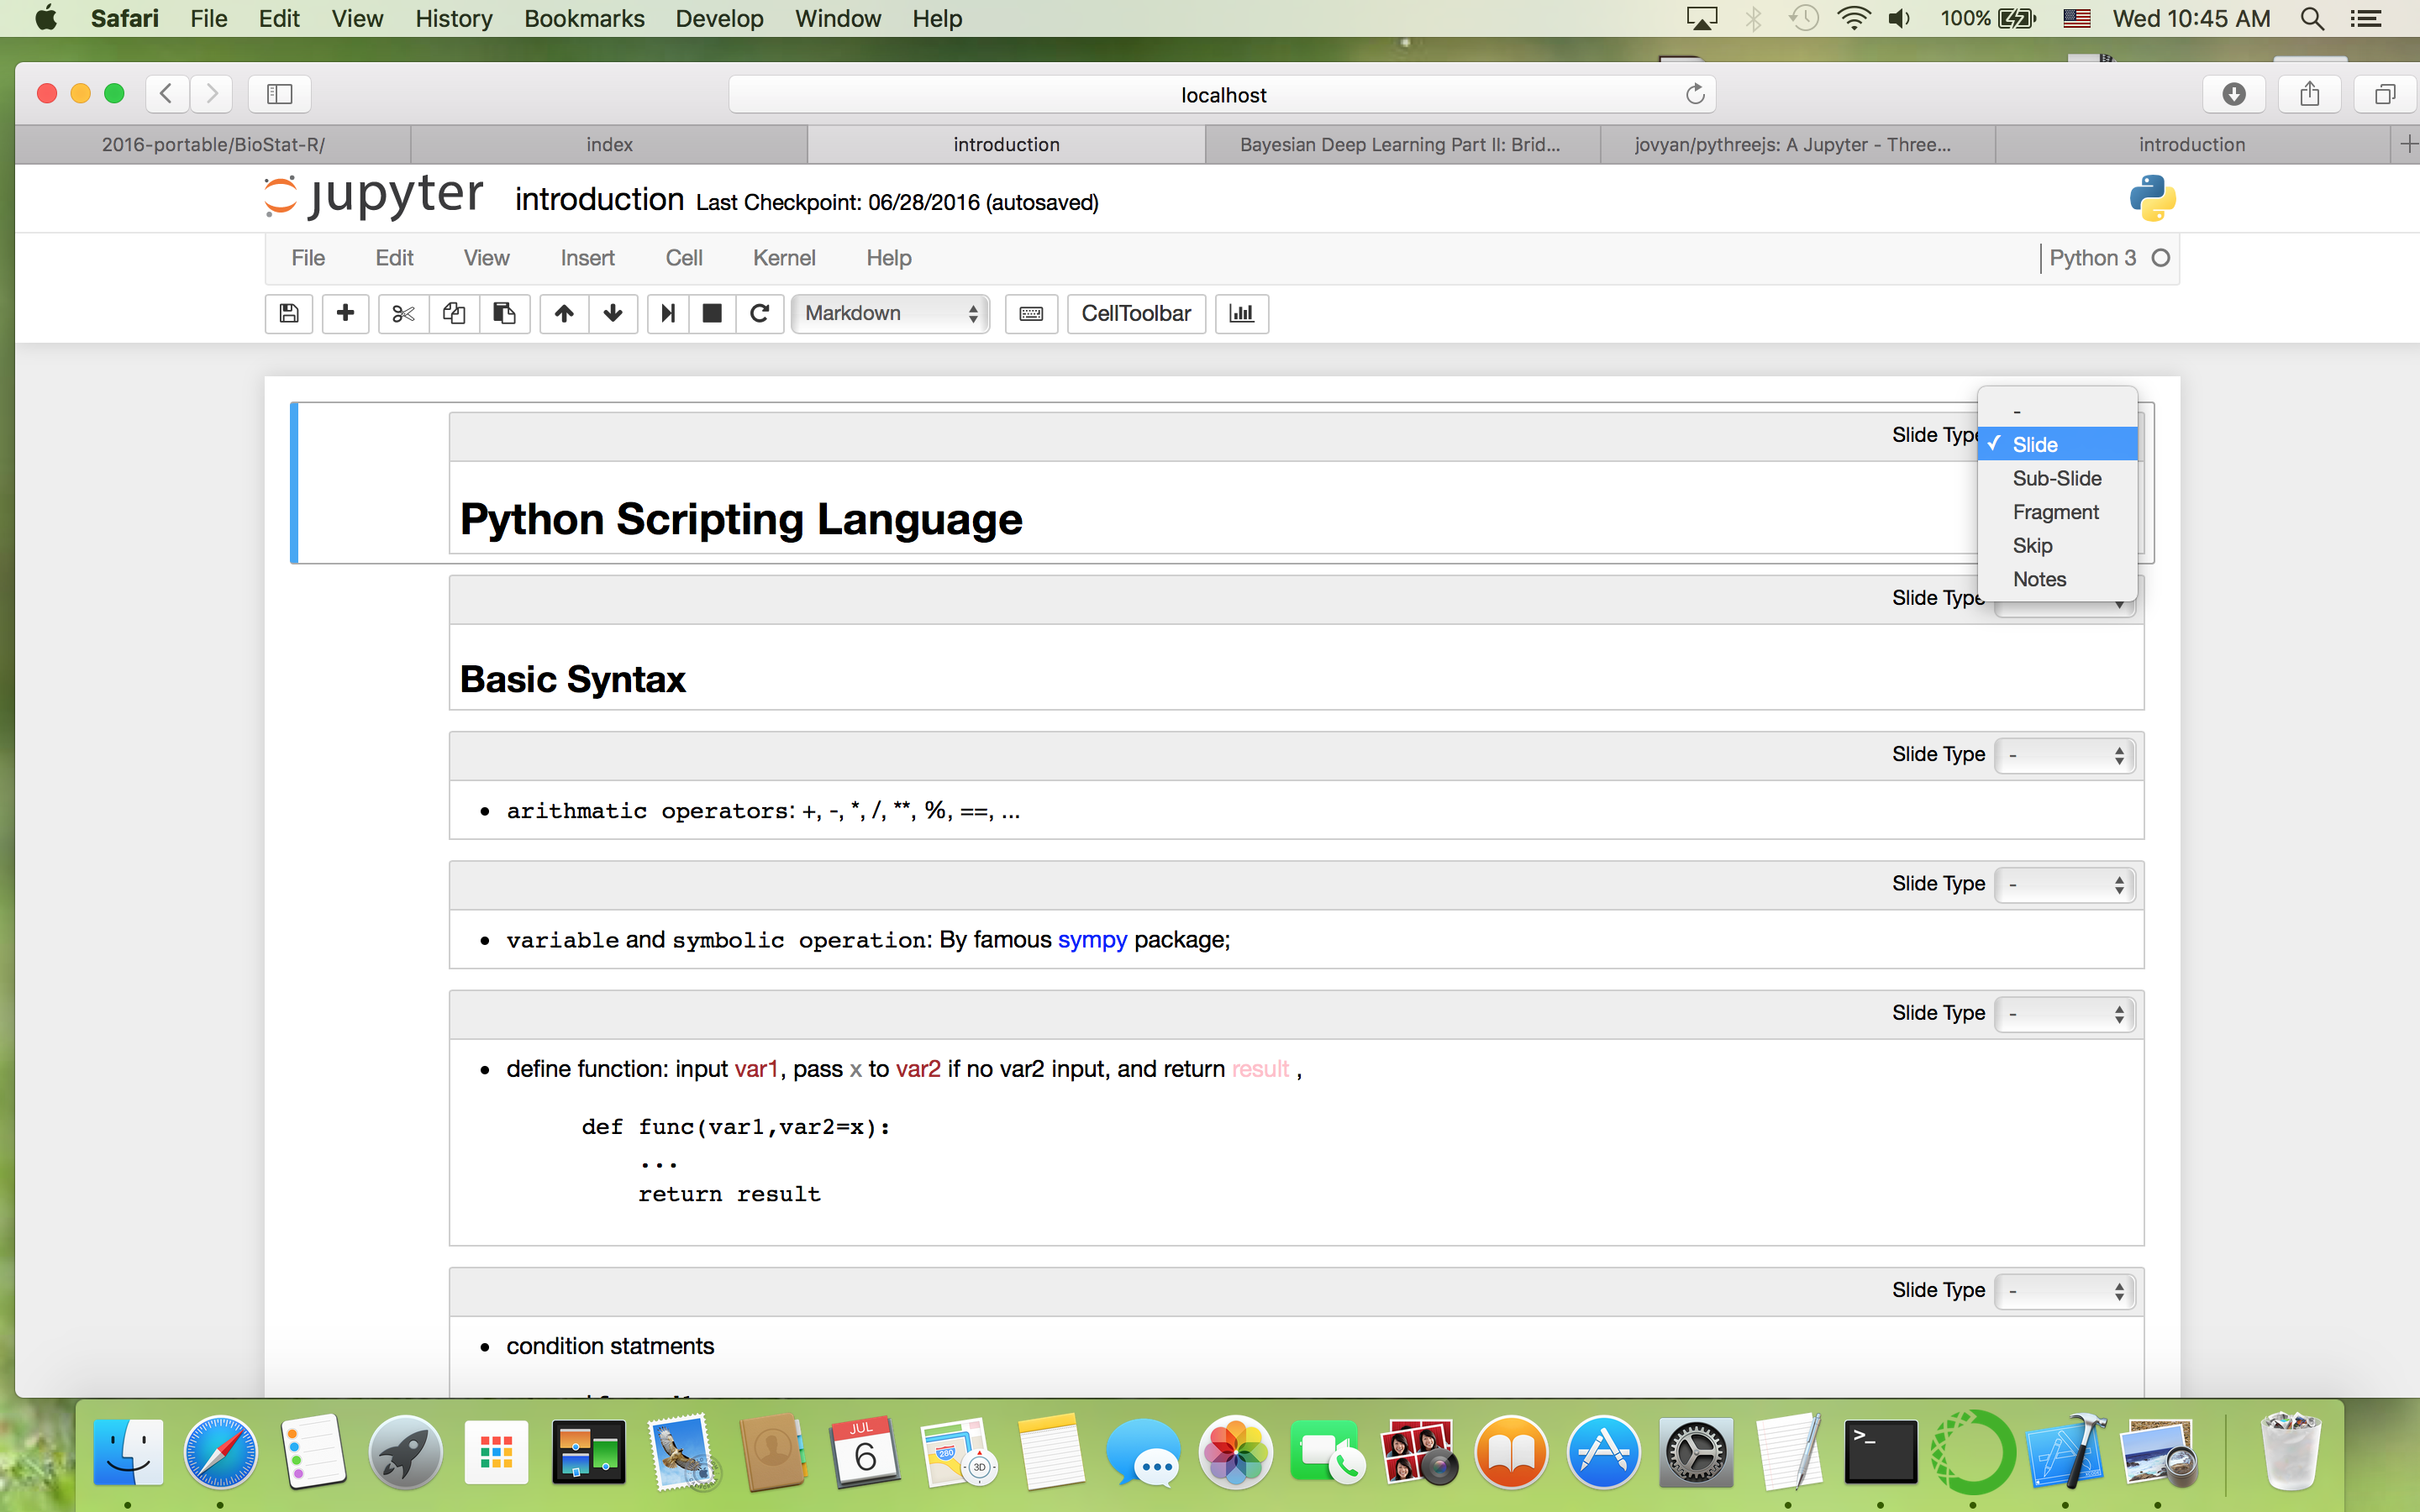 Safari File Edit View History Bookmarks Develop Window Help 100% Wed 10:45 AM
localhost
2016-portable/BioStat-R/ index introduction Bayesian Deep Learning Part II: Brid... jovyan/pythreejs: A Jupyter - Three... introduction
jupyter introduction Last Checkpoint: 06/28/2016 (autosaved)
File Edit View Insert Cell Kernel Help Python 3
Markdown CellToolbar
-
Slide Type ✓ Slide
Sub-Slide
Python Scripting Language Fragment
Skip
Notes
Slide Type
Basic Syntax
Slide Type -
• arithmatic operators: +, -, *, /, **, %, ==, ...
Slide Type -
• variable and symbolic operation: By famous sympy package;
Slide Type -
• define function: input var1, pass x to var2 if no var2 input, and return result ,
def func(var1,var2=x):
...
return result
Slide Type -
• condition statments
JUL
6
280
3D
>_